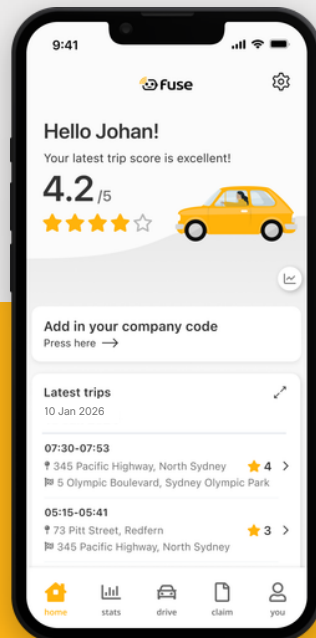 9:41
fuse
Hello Johan!
Your latest trip score is excellent!
4.2 /5
Add in your company code
Press here →
Latest trips
10 Jan 2026
07:30-07:53
345 Pacific Highway, North Sydney 4
5 Olympic Boulevard, Sydney Olympic Park
05:15-05:41
73 Pitt Street, Redfern 3
345 Pacific Highway, North Sydney
home stats drive claim you